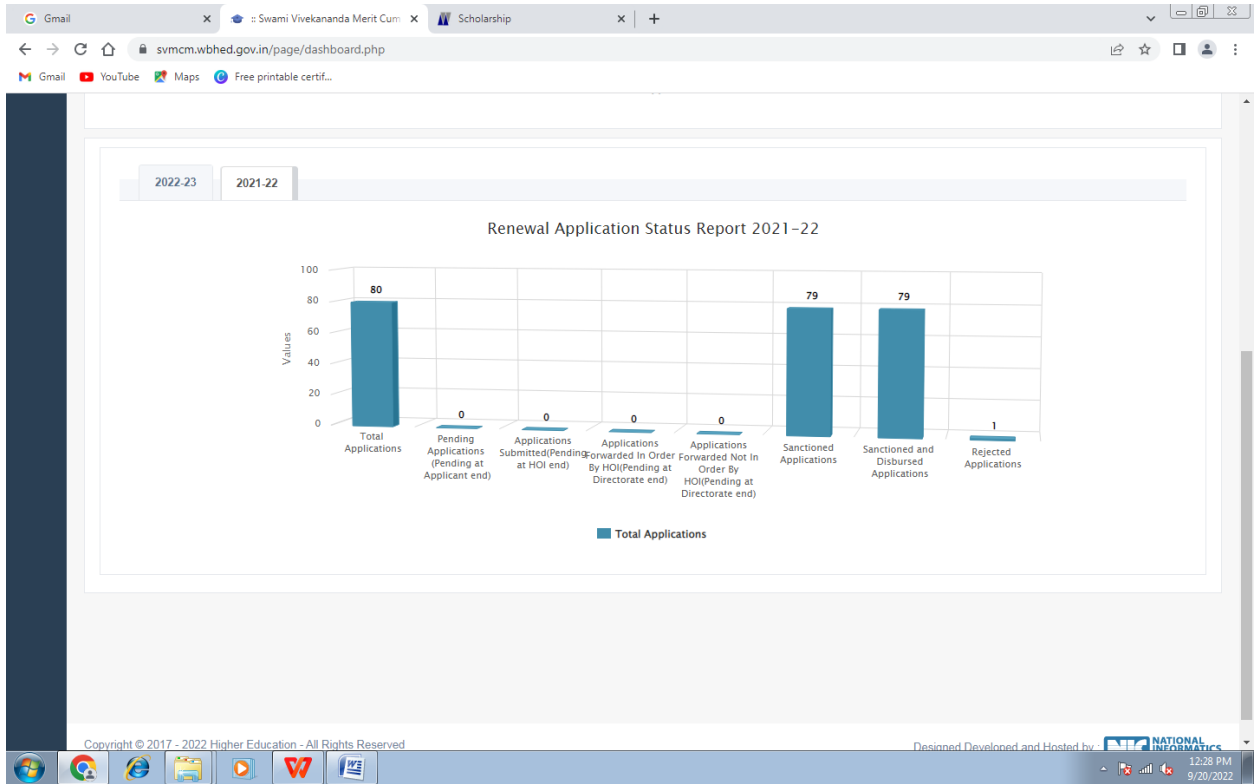 Gmail
:: Swami Vivekananda Merit Cum
Scholarship
svmcm.wbhed.gov.in/page/dashboard.php
Gmail
YouTube
Maps
Free printable certif...
2022-23
2021-22
Renewal Application Status Report 2021-22
Values
100
80
60
40
20
0
80
0
0
0
0
79
79
1
Total
Applications
Pending
Applications
(Pending at
Applicant end)
Applications
Submitted(Pending
at HOI end)
Applications
Forwarded In Order
By HOI(Pending at
Directorate end)
Applications
Forwarded Not In
Order By
HOI(Pending at
Directorate end)
Sanctioned
Applications
Sanctioned and
Disbursed
Applications
Rejected
Applications
Total Applications
Copyright © 2017 - 2022 Higher Education - All Rights Reserved
Designed Developed and Hosted by :
NIC
NATIONAL
INFORMATICS
12:28 PM
9/20/2022